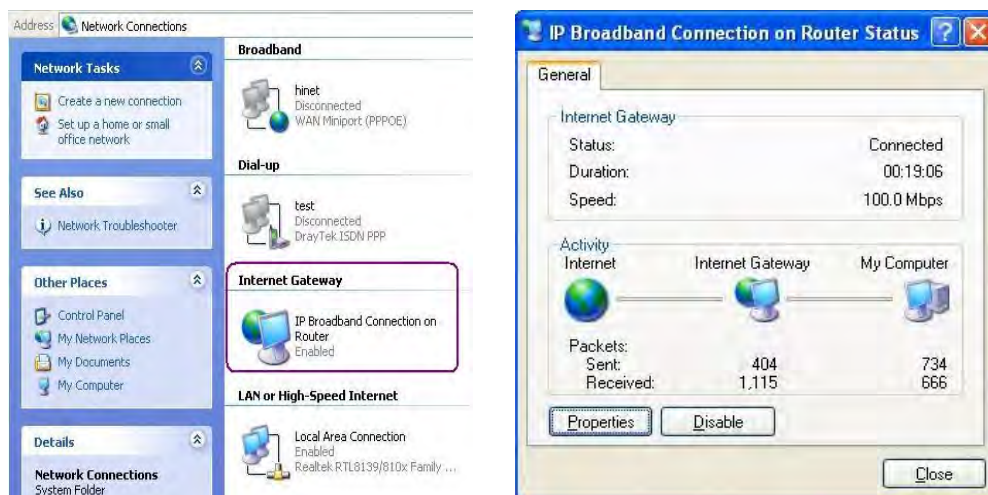 Address Network Connections
Network Tasks
Create a new connection
Set up a home or small
office network
See Also
Network Troubleshooter
Other Places
Control Panel
My Network Places
My Documents
My Computer
Details
Network Connections
System Folder
Broadband
hinet
Disconnected
WAN Miniport (PPPOE)
Dial-up
test
Disconnected
DrayTek ISDN PPP
Internet Gateway
IP Broadband Connection on
Router
Enabled
LAN or High-Speed Internet
Local Area Connection
Enabled
Realtek RTL8139/810x Family ...
IP Broadband Connection on Router Status
General
Internet Gateway
Status: Connected
Duration: 00:19:06
Speed: 100.0 Mbps
Activity
Internet Internet Gateway My Computer
Packets:
Sent: 404 734
Received: 1,115 666
Properties Disable
Close